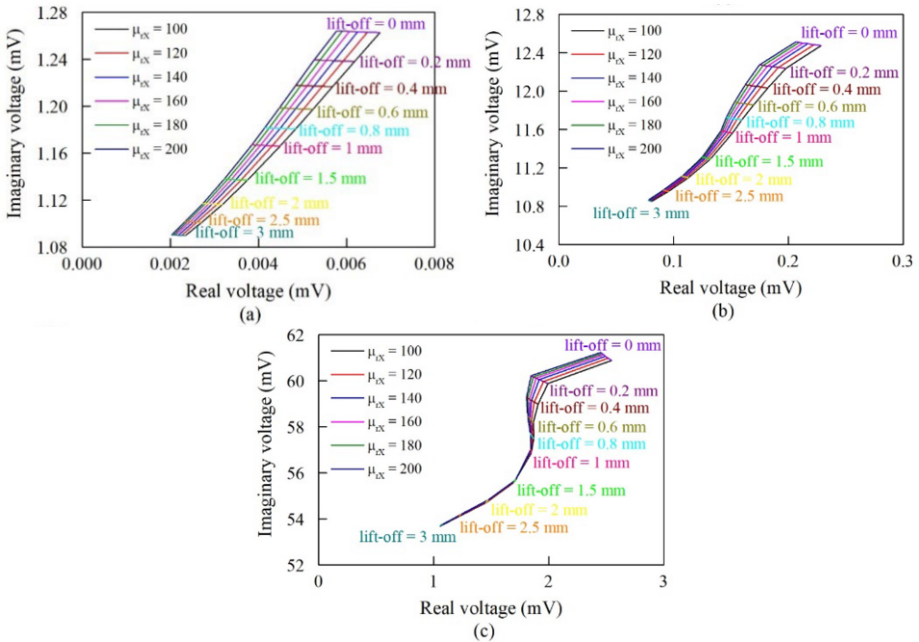 1.28
1.24
1.20
1.16
1.12
1.08
Imaginary voltage (mV)
μrX = 100
μrX = 120
μrX = 140
μrX = 160
μrX = 180
μrX = 200
lift-off = 0 mm
lift-off = 0.2 mm
lift-off = 0.4 mm
lift-off = 0.6 mm
lift-off = 0.8 mm
lift-off = 1 mm
lift-off = 1.5 mm
lift-off = 2 mm
lift-off = 2.5 mm
lift-off = 3 mm
0.000 0.002 0.004 0.006 0.008
Real voltage (mV)
(a)
12.8
12.4
12.0
11.6
11.2
10.8
10.4
Imaginary voltage (mV)
μrX = 100
μrX = 120
μrX = 140
μrX = 160
μrX = 180
μrX = 200
lift-off = 0 mm
lift-off = 0.2 mm
lift-off = 0.4 mm
lift-off = 0.6 mm
lift-off = 0.8 mm
lift-off = 1 mm
lift-off = 1.5 mm
lift-off = 2 mm
lift-off = 2.5 mm
lift-off = 3 mm
0.0 0.1 0.2 0.3
Real voltage (mV)
(b)
62
60
58
56
54
52
Imaginary voltage (mV)
μrX = 100
μrX = 120
μrX = 140
μrX = 160
μrX = 180
μrX = 200
lift-off = 0 mm
lift-off = 0.2 mm
lift-off = 0.4 mm
lift-off = 0.6 mm
lift-off = 0.8 mm
lift-off = 1 mm
lift-off = 1.5 mm
lift-off = 2 mm
lift-off = 2.5 mm
lift-off = 3 mm
0 1 2 3
Real voltage (mV)
(c)